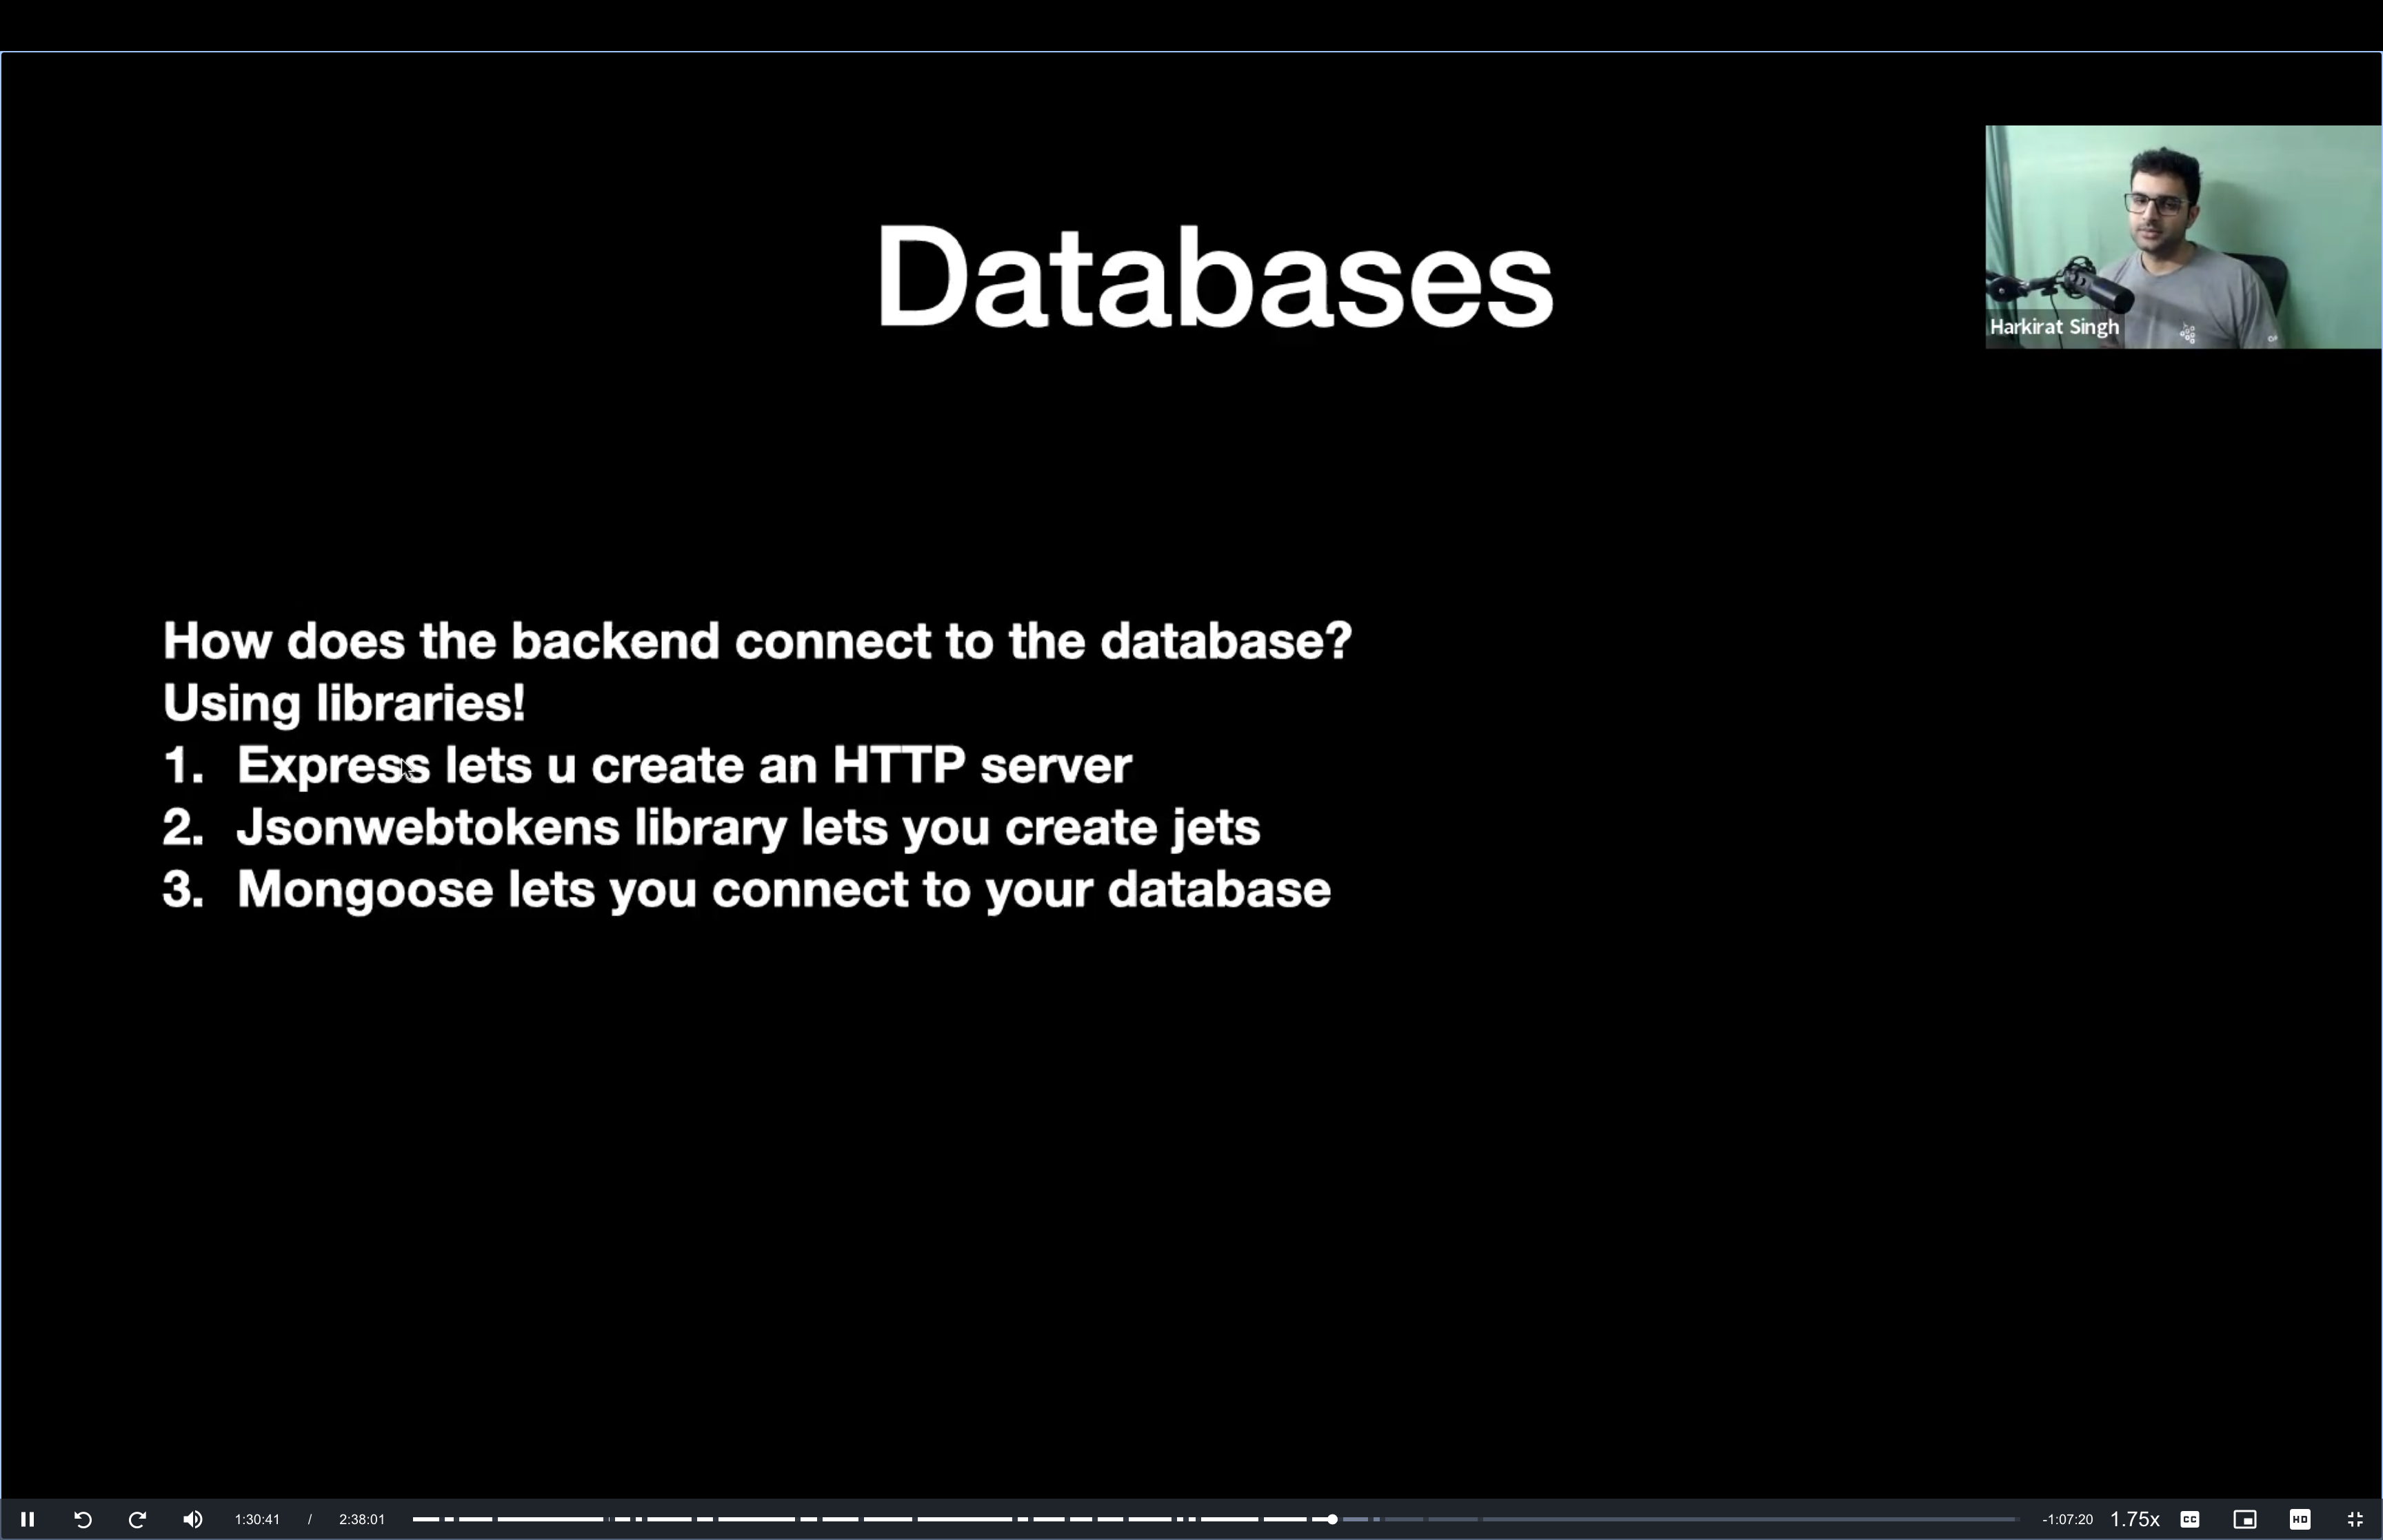 Databases
Harkirat Singh
How does the backend connect to the database?
Using libraries!
1. Express lets u create an HTTP server
2. Jsonwebtokens library lets you create jets
3. Mongoose lets you connect to your database
1:30:41 / 2:38:01 -1:07:20 1.75x CC HD